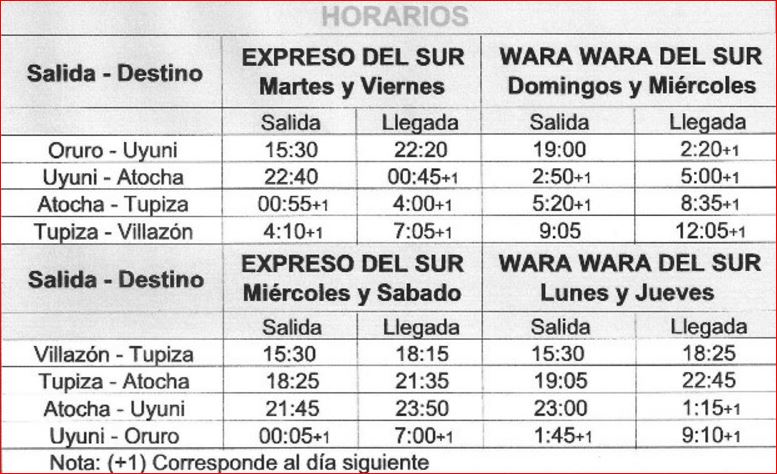 HORARIOS
Salida - Destino EXPRESO DEL SUR WARA WARA DEL SUR
Martes y Viernes Domingos y Miércoles
Salida Llegada Salida Llegada
Oruro - Uyuni 15:30 22:20 19:00 2:20+1
Uyuni - Atocha 22:40 00:45+1 2:50+1 5:00+1
Atocha - Tupiza 00:55+1 4:00+1 5:20+1 8:35+1
Tupiza - Villazón 4:10+1 7:05+1 9:05 12:05+1
Salida - Destino EXPRESO DEL SUR WARA WARA DEL SUR
Miércoles y Sabado Lunes y Jueves
Salida Llegada Salida Llegada
Villazón - Tupiza 15:30 18:15 15:30 18:25
Tupiza - Atocha 18:25 21:35 19:05 22:45
Atocha - Uyuni 21:45 23:50 23:00 1:15+1
Uyuni - Oruro 00:05+1 7:00+1 1:45+1 9:10+1
Nota: (+1) Corresponde al día siguiente